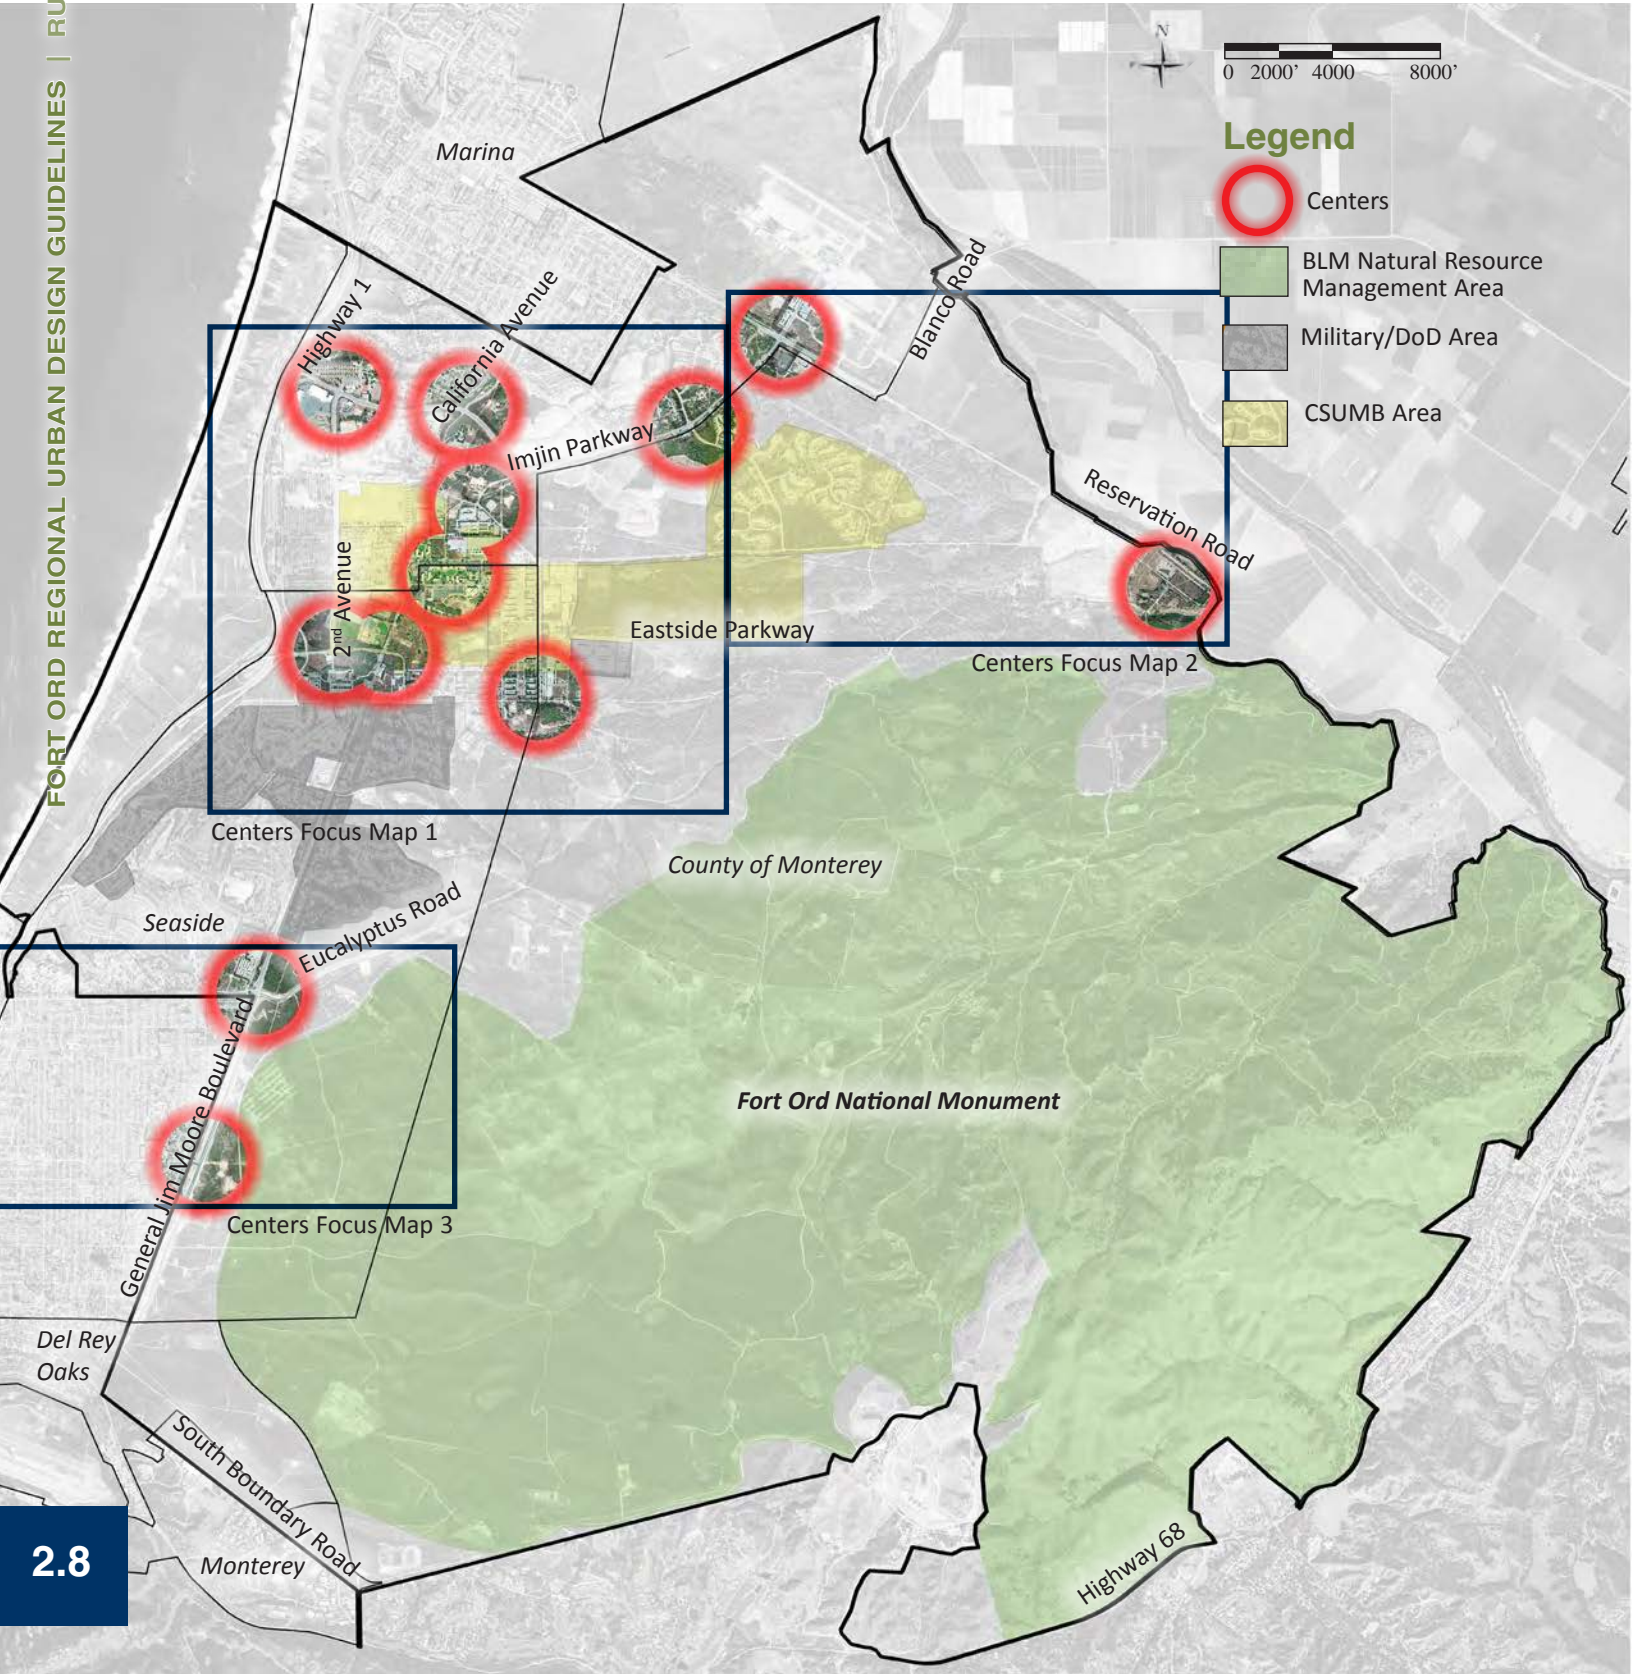 FORT ORD REGIONAL URBAN DESIGN GUIDELINES | RU
N
0 2000’ 4000 8000’
Legend
Centers
BLM Natural Resource
Management Area
Military/DoD Area
CSUMB Area
Marina
Highway 1
California Avenue
Blanco Road
Imjin Parkway
Reservation Road
2nd Avenue
Eastside Parkway
Centers Focus Map 2
Centers Focus Map 1
County of Monterey
Seaside
Eucalyptus Road
General Jim Moore Boulevard
Fort Ord National Monument
Centers Focus Map 3
Del Rey
Oaks
South Boundary Road
Monterey
Highway 68
2.8